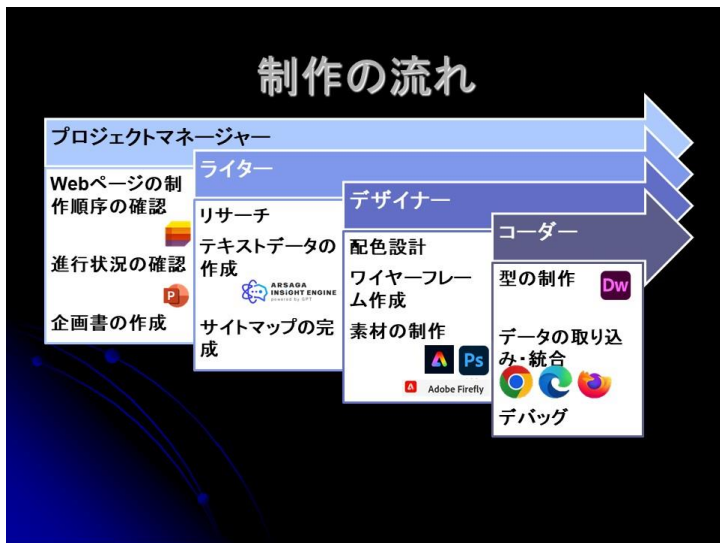 制作の流れ
プロジェクトマネージャー
Webページの制
作順序の確認
進行状況の確認
P
企画書の作成
ライター
リサーチ
テキストデータの
作成
ARSAGA
INSIGHT ENGINE
powered by GPT
サイトマップの完
成
デザイナー
配色設計
ワイヤーフレー
ム作成
素材の制作
Ps
Adobe Firefly
コーダー
型の制作
Dw
データの取り込
み・統合
デバッグ